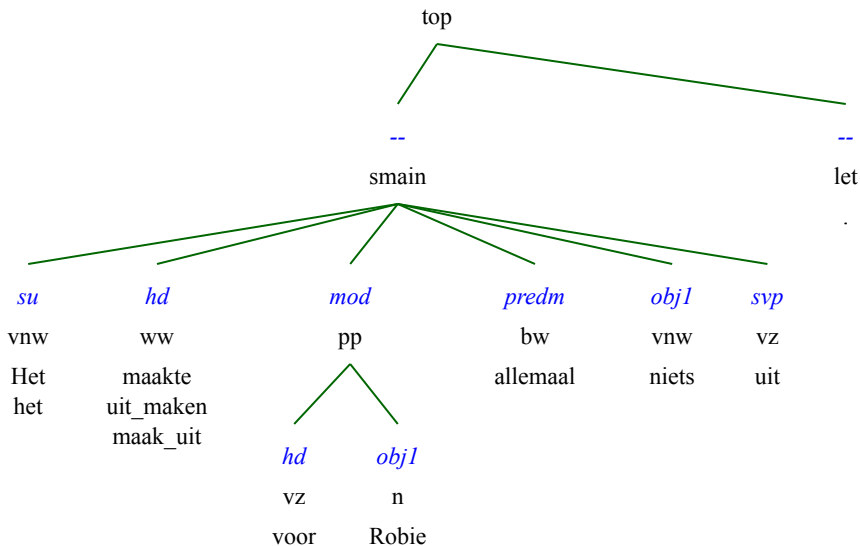 top
-- --
smain let
.
su hd mod predm obj1 svp
vnw ww pp bw vnw vz
Het maakte allemaal niets uit
het uit_maken
maak_uit
hd obj1
vz n
voor Robie